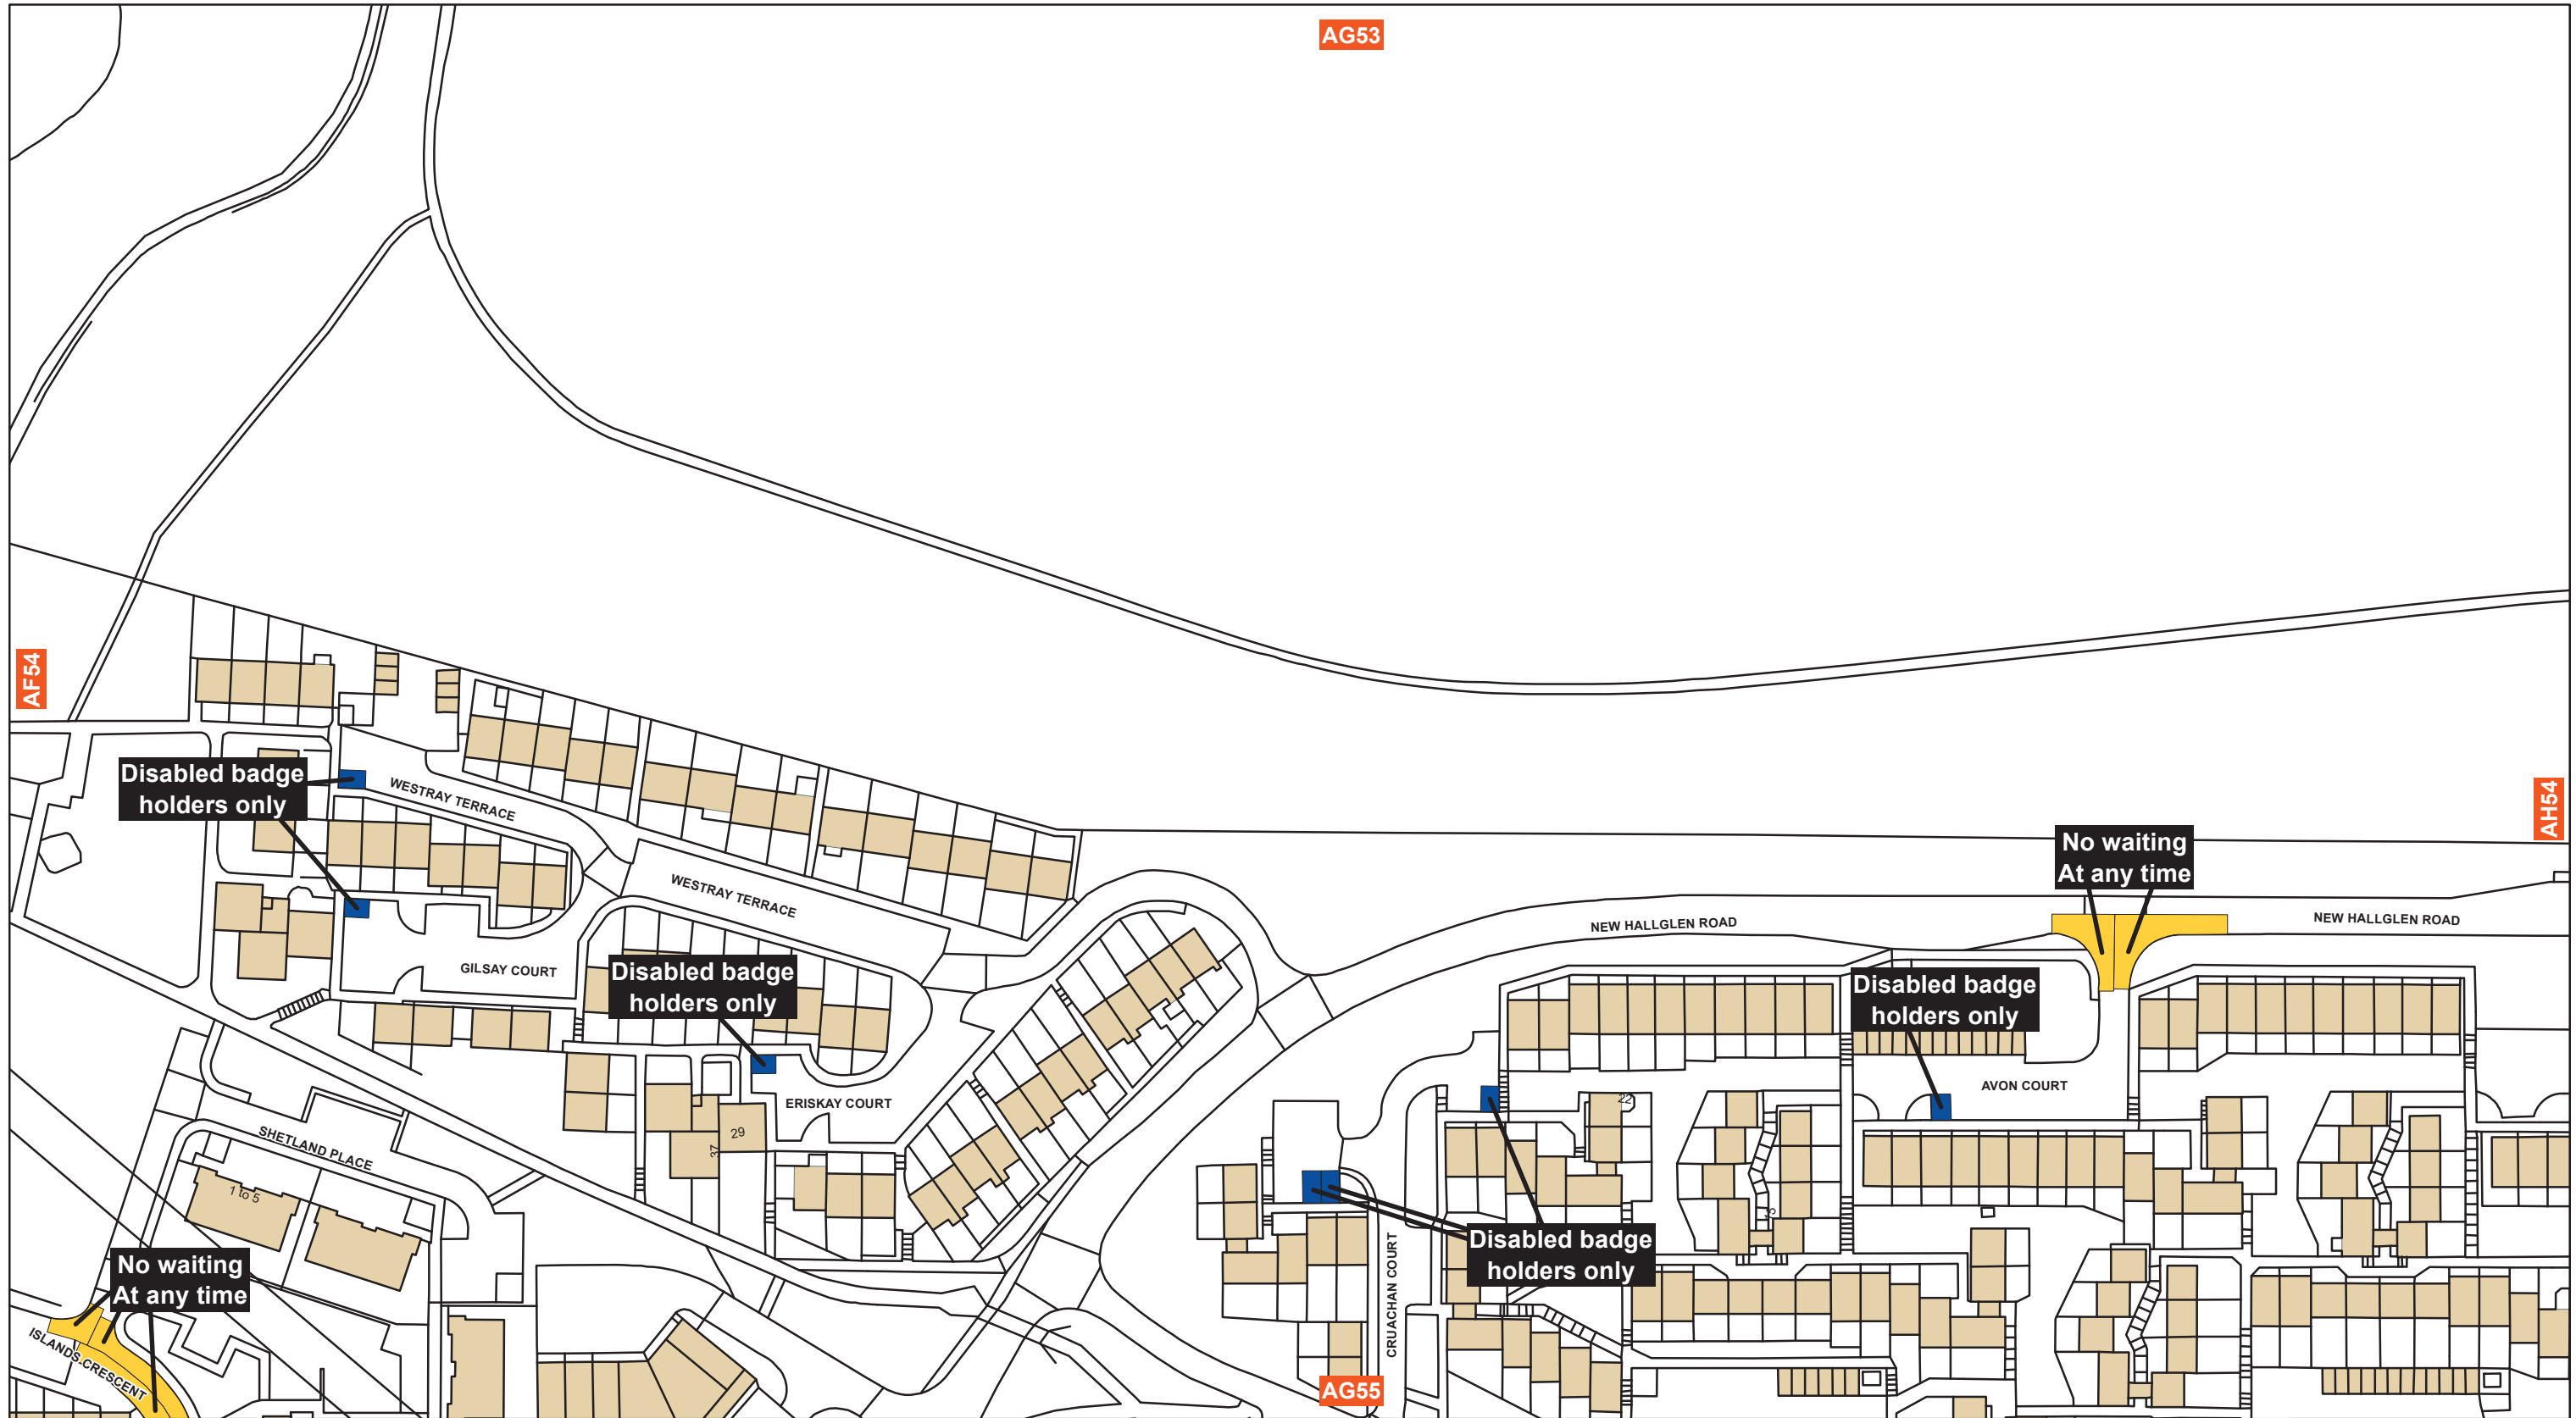 AG53
AF54
AH54
Disabled badge
holders only
WESTRAY TERRACE
No waiting
At any time
WESTRAY TERRACE
NEW HALLGLEN ROAD
NEW HALLGLEN ROAD
GILSAY COURT
Disabled badge
holders only
Disabled badge
holders only
AVON COURT
22
ERISKAY COURT
29
37
SHETLAND PLACE
1 to 5
15
Disabled badge
holders only
CRUACHAN COURT
No waiting
At any time
ISLANDS CRESCENT
AG55